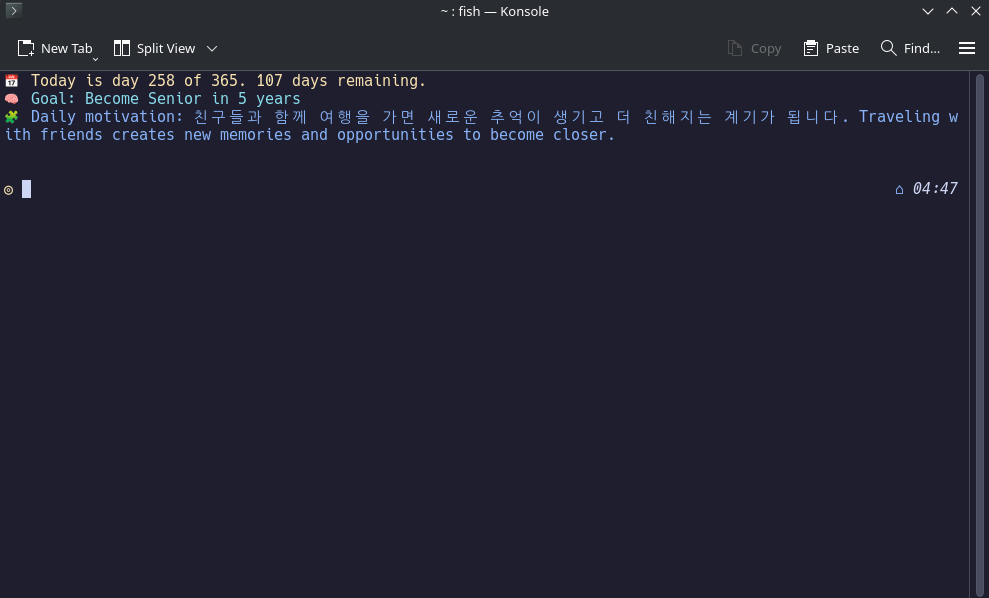 ~ : fish — Konsole
New Tab Split View Copy Paste Find...
📅 Today is day 258 of 365. 107 days remaining.
🧠 Goal: Become Senior in 5 years
🧩 Daily motivation: 친구들과 함께 여행을 가면 새로운 추억이 생기고 더 친해지는 계기가 됩니다. Traveling w
ith friends creates new memories and opportunities to become closer.
◎ ⌂ 04:47